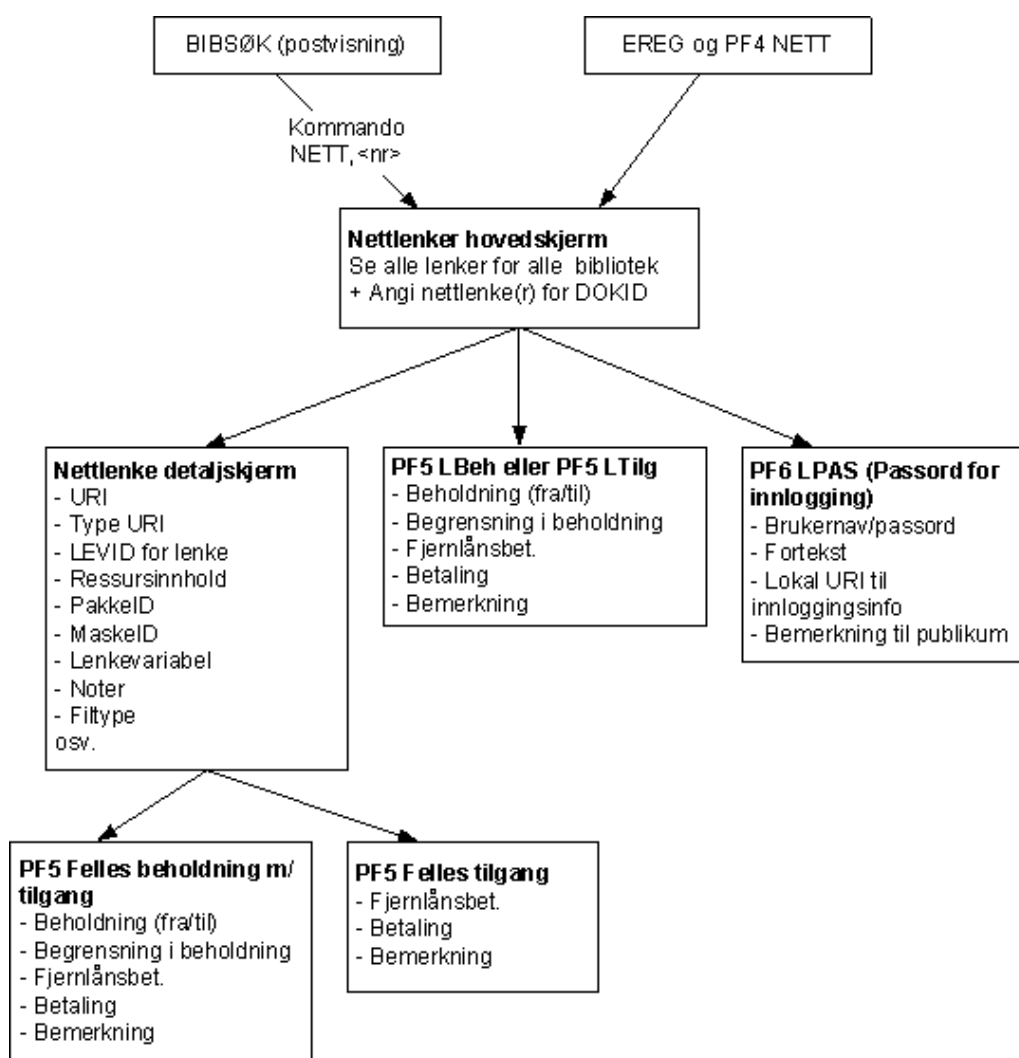 BIBSØK (postvisning)
EREG og PF4 NETT
Kommando
NETT, <nr>
Nettlenker hovedskjerm
Se alle lenker for alle bibliotek
+ Angi nettlenke(r) for DOKID
Nettlenke detaljskjerm
- URI
- Type URI
- LEVID for lenke
- Ressursinnhold
- PakkeID
- MaskeID
- Lenkevariabel
- Noter
- Filtype
osv.
PF5 LBeh eller PF5 LTilg
- Beholdning (fra/til)
- Begrensning i beholdning
- Fjernlånsbet.
- Betaling
- Bemerkning
PF6 LPAS (Passord for
innlogging)
- Brukernav/passord
- Fortekst
- Lokal URI til
innloggingsinfo
- Bemerkning til publikum
PF5 Felles beholdning m/
tilgang
- Beholdning (fra/til)
- Begrensning i beholdning
- Fjernlånsbet.
- Betaling
- Bemerkning
PF5 Felles tilgang
- Fjernlånsbet.
- Betaling
- Bemerkning